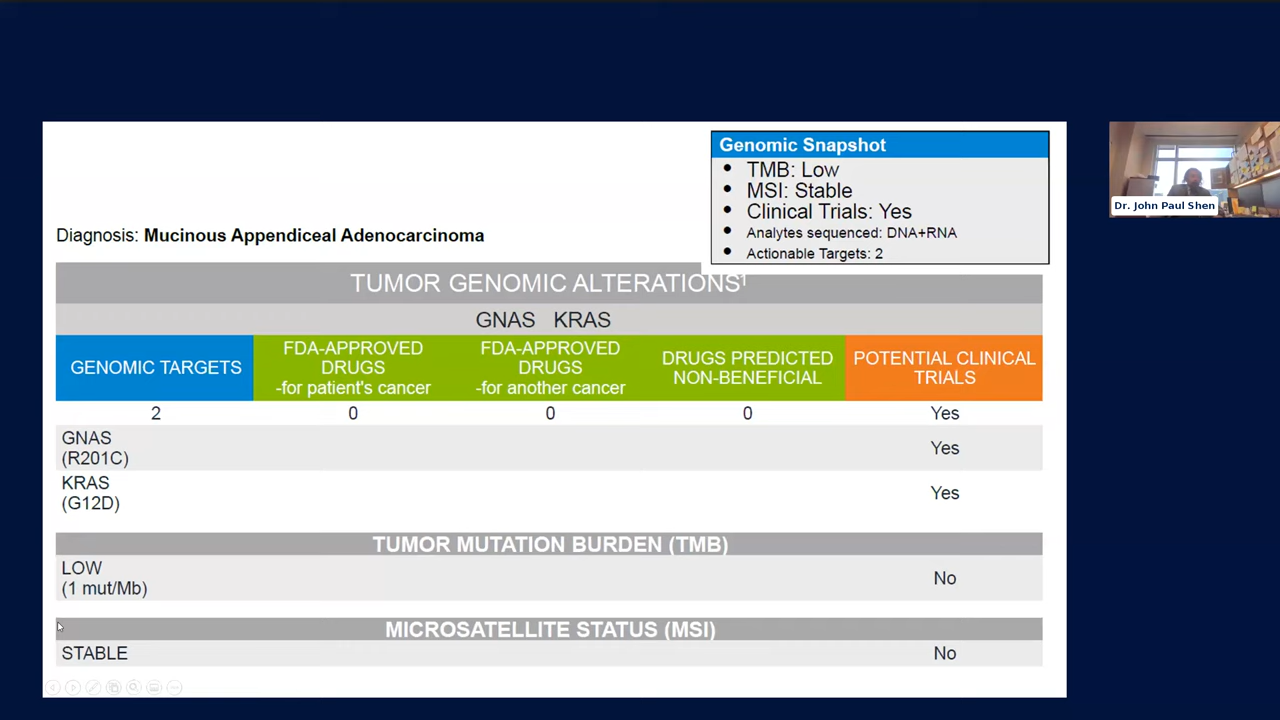 Genomic Snapshot
• TMB: Low
• MSI: Stable
• Clinical Trials: Yes
• Analytes sequenced: DNA+RNA
• Actionable Targets: 2
Dr. John Paul Shen
Diagnosis: Mucinous Appendiceal Adenocarcinoma
TUMOR GENOMIC ALTERATIONS¹
GNAS KRAS
GENOMIC TARGETS
FDA-APPROVED
DRUGS
-for patient's cancer
FDA-APPROVED
DRUGS
-for another cancer
DRUGS PREDICTED
NON-BENEFICIAL
POTENTIAL CLINICAL
TRIALS
2 0 0 0 Yes
GNAS
(R201C)
Yes
KRAS
(G12D)
Yes
TUMOR MUTATION BURDEN (TMB)
LOW
(1 mut/Mb)
No
MICROSATELLITE STATUS (MSI)
STABLE No